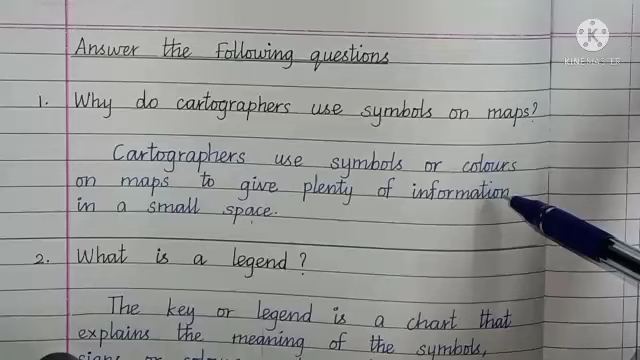 Answer the Following questions
1. Why do cartographers use symbols on maps?
Cartographers use symbols or colours
on maps to give plenty of information
in a small space.
2. What is a legend?
The key or legend is a chart that
explains the meaning of the symbols,
signs or